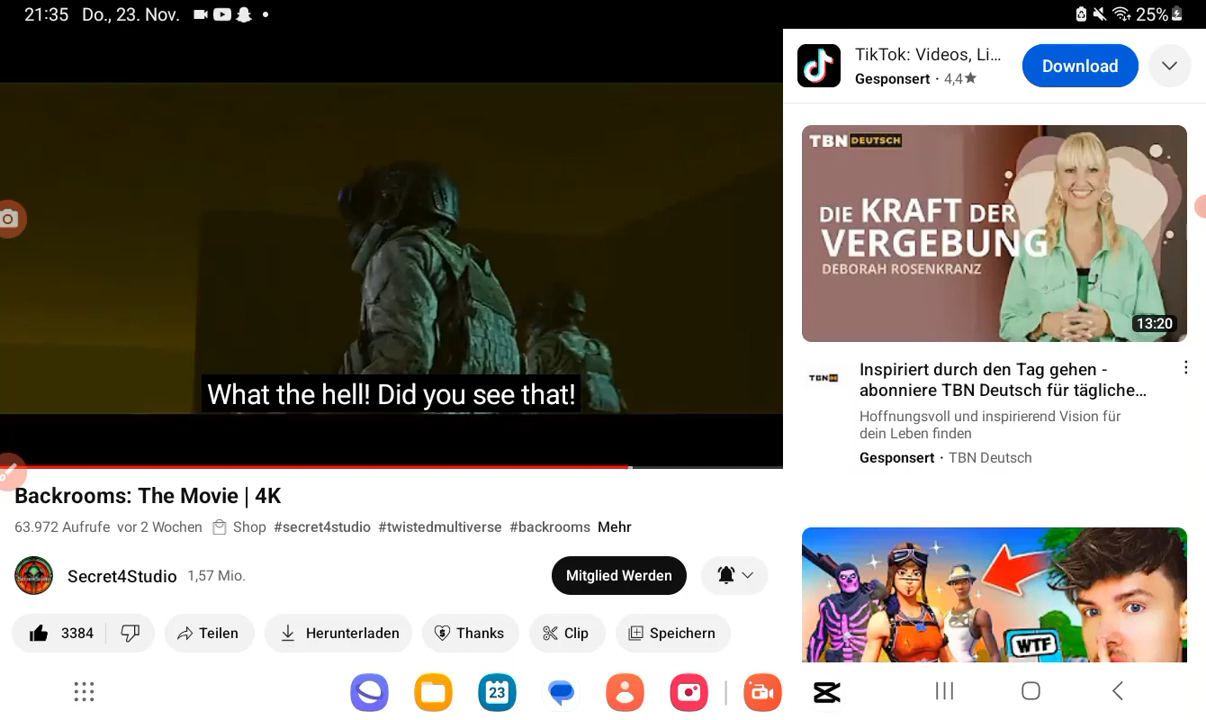 21:35 Do., 23. Nov.
25%
What the hell! Did you see that!
Backrooms: The Movie | 4K
63.972 Aufrufe vor 2 Wochen Shop #secret4studio #twistedmultiverse #backrooms Mehr
Secret4Studio 1,57 Mio.
Mitglied Werden
3384
Teilen
Herunterladen
Thanks
Clip
Speichern
TikTok: Videos, Li...
Gesponsert · 4,4★
Download
TBN DEUTSCH
DIE KRAFT DER
VERGEBUNG
DEBORAH ROSENKRANZ
13:20
Inspiriert durch den Tag gehen -
abonniere TBN Deutsch für tägliche...
Hoffnungsvoll und inspirierend Vision für
dein Leben finden
Gesponsert · TBN Deutsch
WTF
23